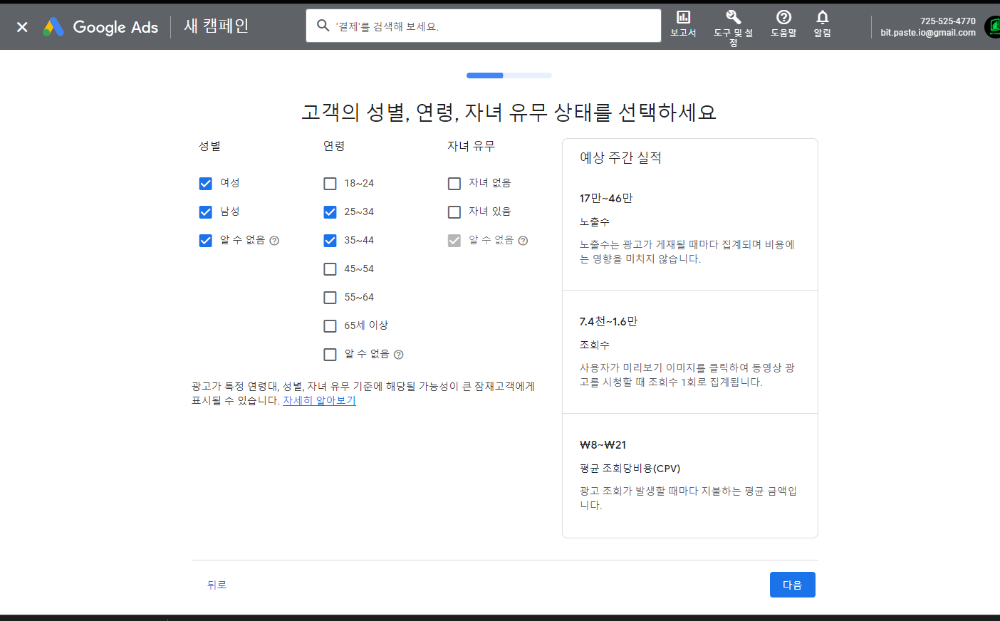 Google Ads
새 캠페인
'결제'를 검색해 보세요.
보고서
도구 및 설
정
도움말
알림
725-525-4770
bit.paste.io@gmail.com
고객의 성별, 연령, 자녀 유무 상태를 선택하세요
성별
여성
남성
알 수 없음
연령
18~24
25~34
35~44
45~54
55~64
65세 이상
알 수 없음
자녀 유무
자녀 없음
자녀 있음
알 수 없음
광고가 특정 연령대, 성별, 자녀 유무 기준에 해당될 가능성이 큰 잠재고객에게
표시될 수 있습니다. 자세히 알아보기
예상 주간 실적
17만~46만
노출수
노출수는 광고가 게재될 때마다 집계되며 비용에
는 영향을 미치지 않습니다.
7.4천~1.6만
조회수
사용자가 미리보기 이미지를 클릭하여 동영상 광
고를 시청할 때 조회수 1회로 집계됩니다.
₩8~₩21
평균 조회당비용(CPV)
광고 조회가 발생할 때마다 지불하는 평균 금액입
니다.
뒤로
다음